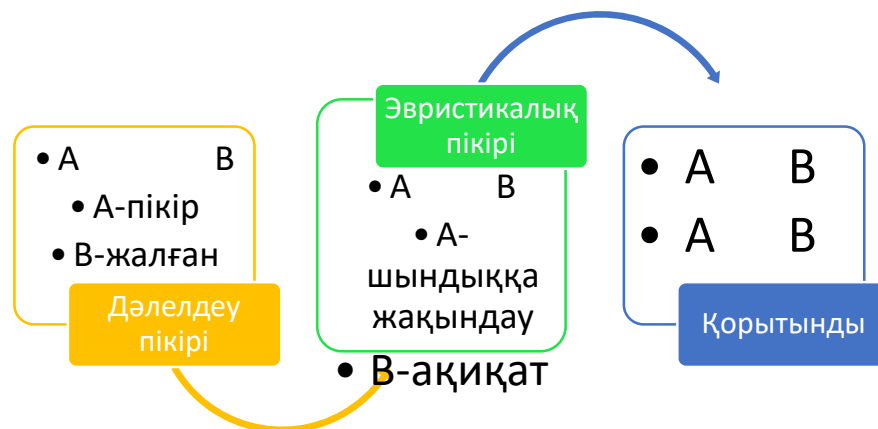 • А В
• А-пікір
• В-жалған
Дәлелдеу
пікірі
Эвристикалық
пікірі
• А В
• А-
шындыққа
жақындау
• В-ақиқат
• А В
• А В
Қорытынды